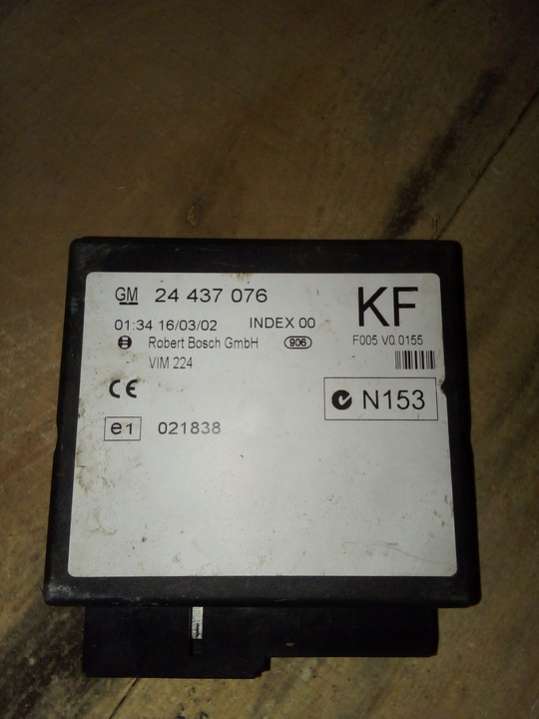 GM 24 437 076
KF
01:34 16/03/02 INDEX 00
F005 V0 0155
Robert Bosch GmbH 906
VIM 224
CE
N153
e1 021838